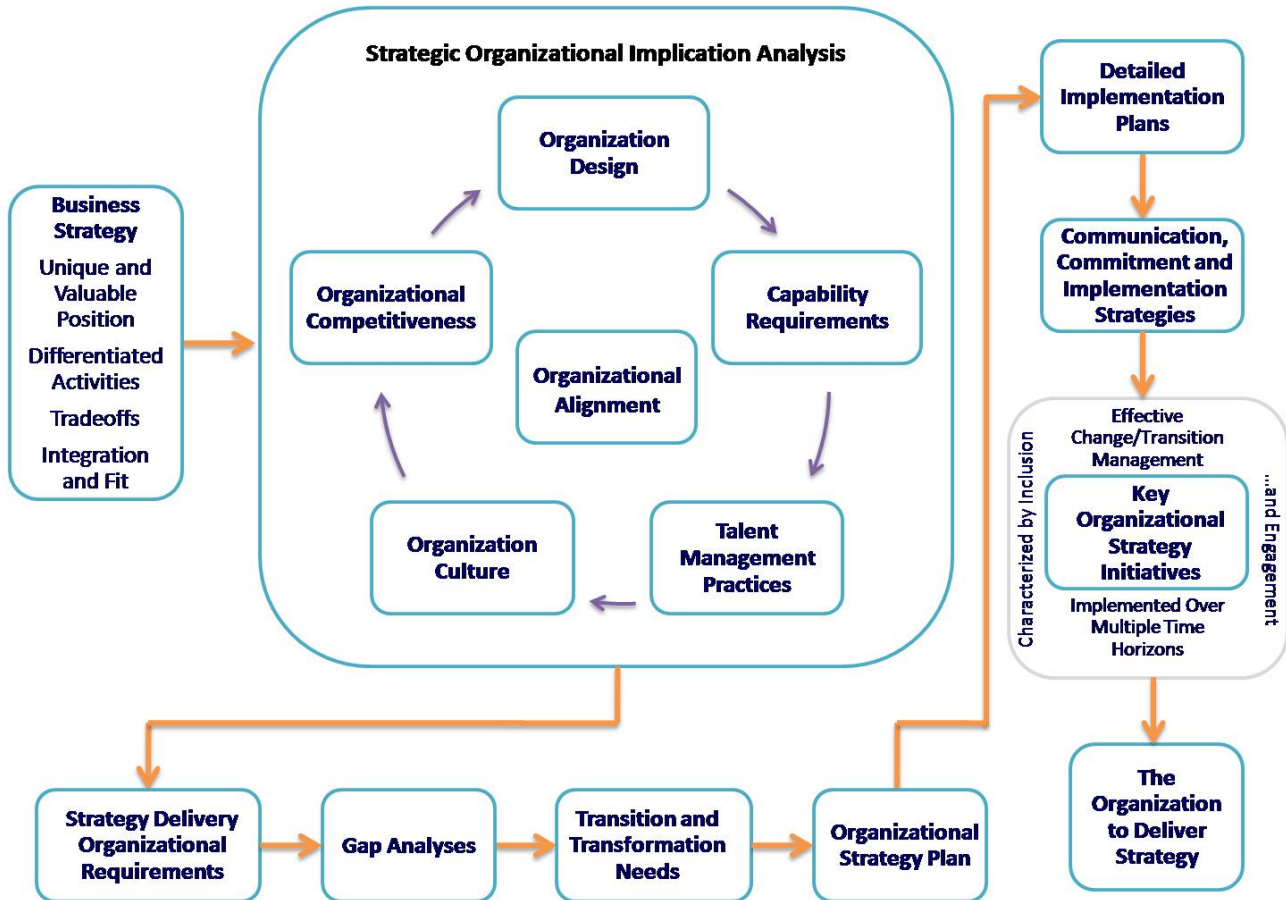 Strategic Organizational Implication Analysis
Organization
Design
Organizational
Competitiveness
Capability
Requirements
Organizational
Alignment
Organization
Culture
Talent
Management
Practices
Business
Strategy
Unique and
Valuable
Position
Differentiated
Activities
Tradeoffs
Integration
and Fit
Strategy Delivery
Organizational
Requirements
Gap Analyses
Transition and
Transformation
Needs
Organizational
Strategy Plan
Detailed
Implementation
Plans
Communication,
Commitment and
Implementation
Strategies
Effective
Change/Transition
Management
Characterized by Inclusion
Key
Organizational
Strategy
Initiatives
...and Engagement
Implemented Over
Multiple Time
Horizons
The
Organization
to Deliver
Strategy